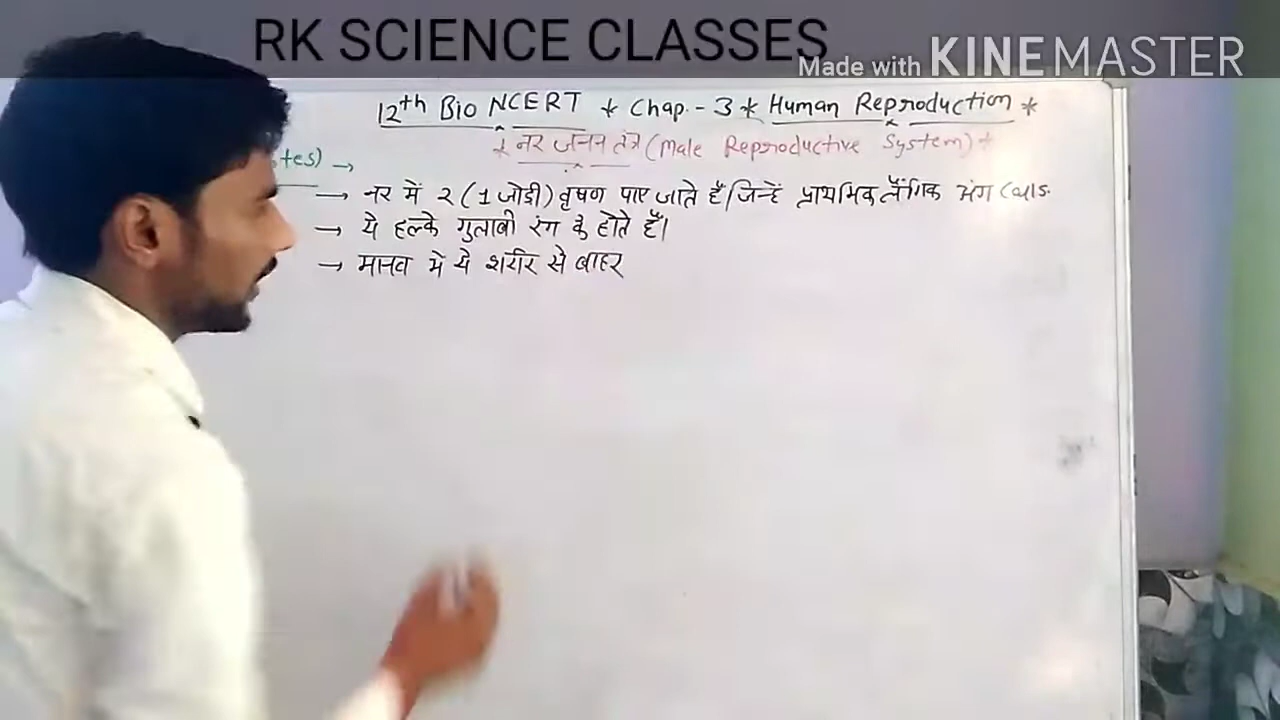 RK SCIENCE CLASSES
Made with KINEMASTER
12th Bio NCERT * Chap.-3 * Human Reproduction *
* नर जनन तंत्र (Male Reproductive System) *
tes) →
→ नर में 2 (1 जोड़ी) वृषण पाए जाते हैं/जिन्हें प्राथमिक लैंगिक अंग
→ ये हल्के गुलाबी रंग के होते हैं।
→ मानव में ये शरीर से बाहर